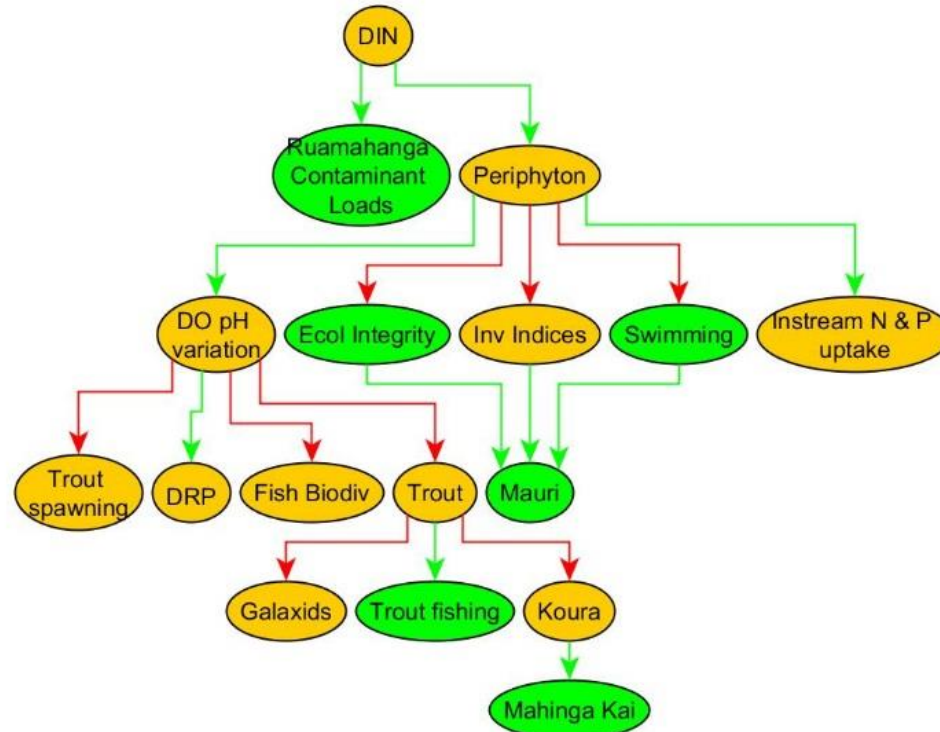 DIN
Ruamahanga
Contaminant
Loads
Periphyton
DO pH
variation
Ecol Integrity
Inv Indices
Swimming
Instream N & P
uptake
Trout
spawning
DRP
Fish Biodiv
Trout
Mauri
Galaxids
Trout fishing
Koura
Mahinga Kai